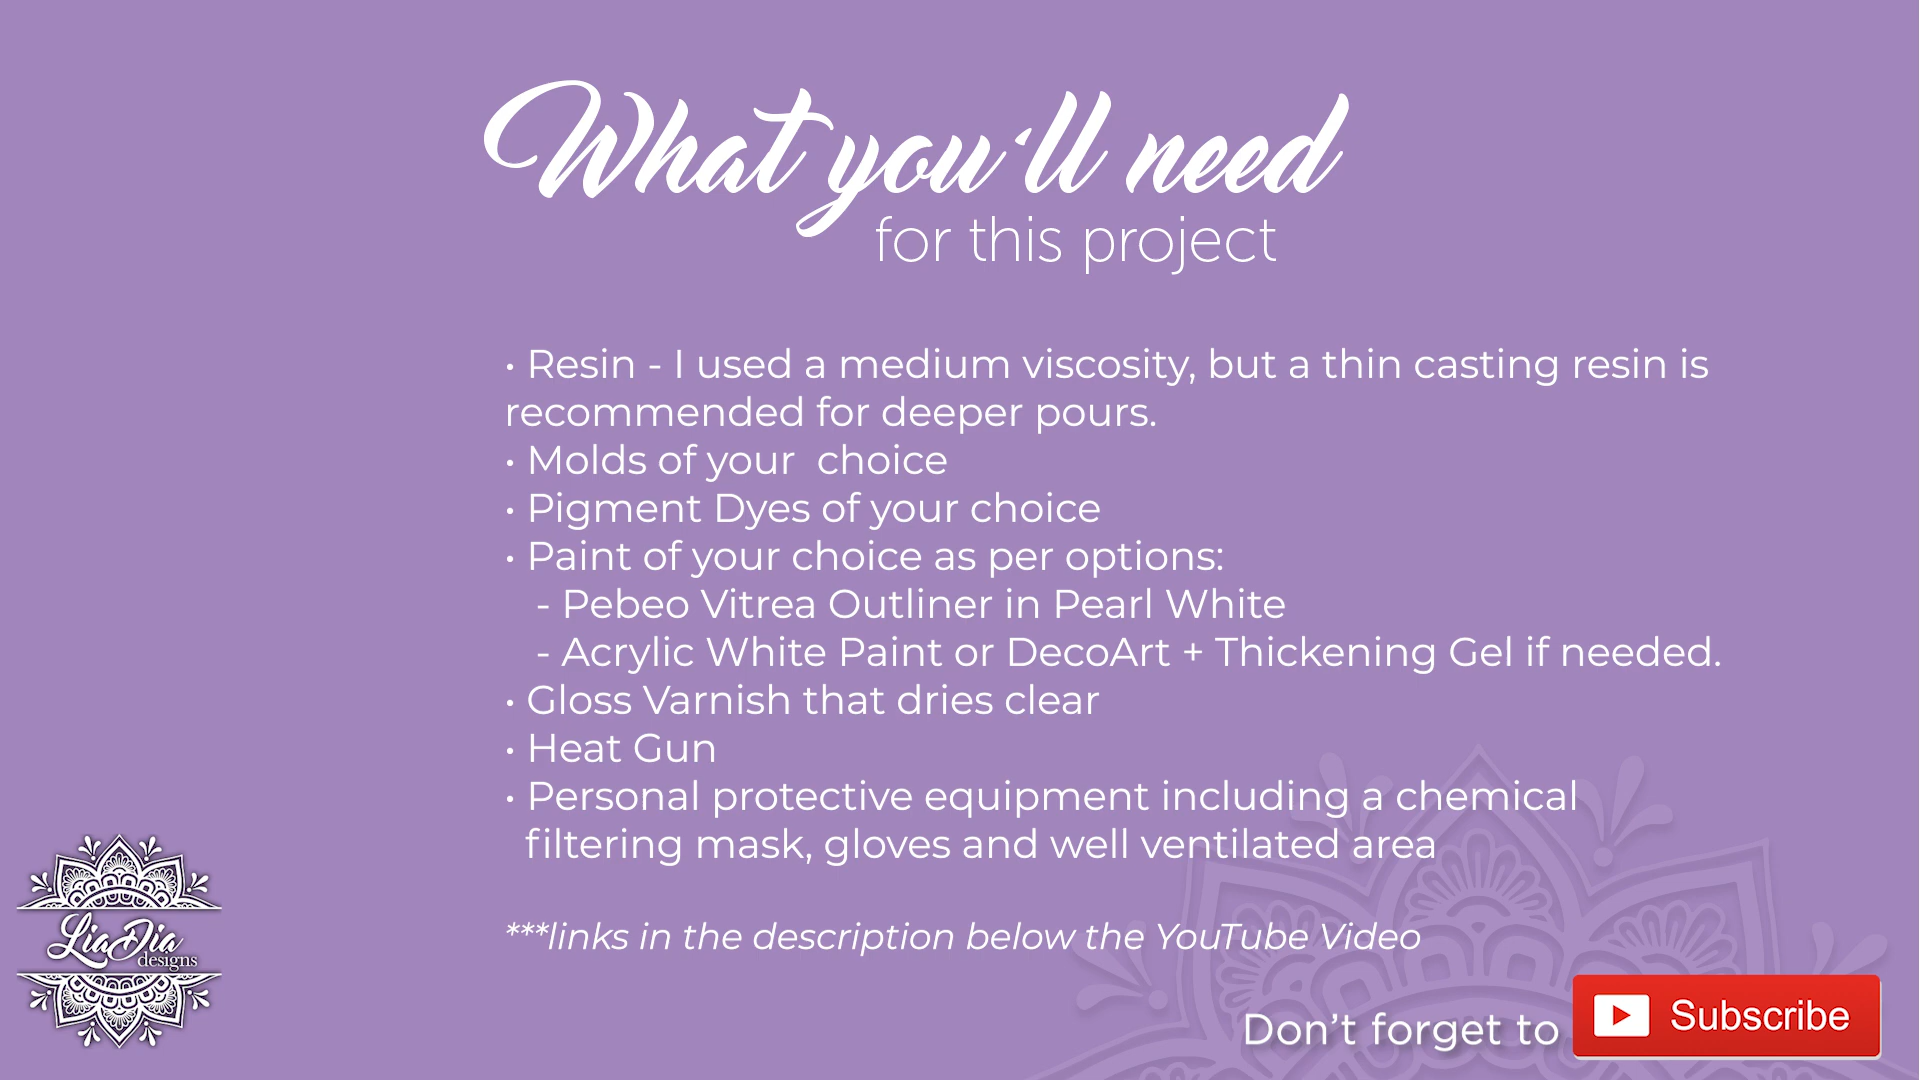 What you'll need
for this project
• Resin - I used a medium viscosity, but a thin casting resin is
recommended for deeper pours.
• Molds of your  choice
• Pigment Dyes of your choice
• Paint of your choice as per options:
- Pebeo Vitrea Outliner in Pearl White
- Acrylic White Paint or DecoArt + Thickening Gel if needed.
• Gloss Varnish that dries clear
• Heat Gun
• Personal protective equipment including a chemical
filtering mask, gloves and well ventilated area
***links in the description below the YouTube Video
LiaDia
designs
Don't forget to Subscribe